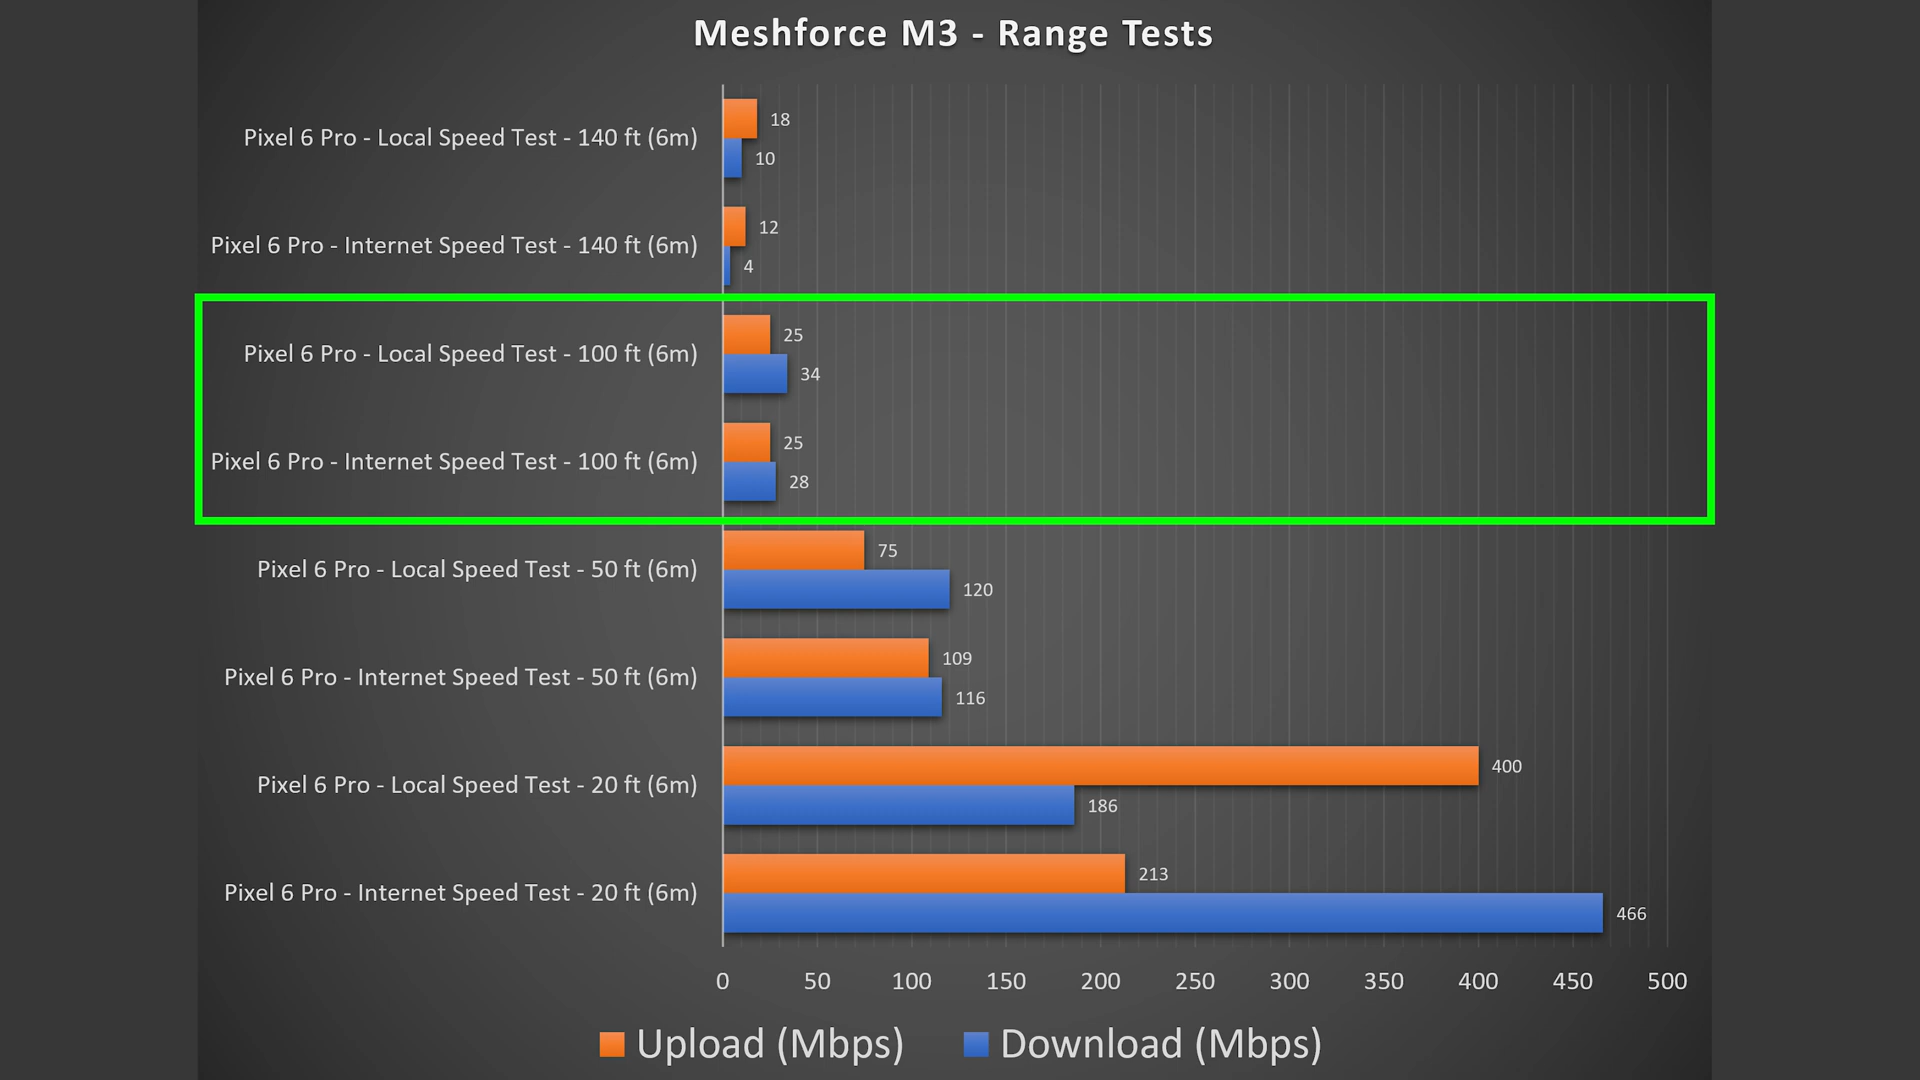 Meshforce M3 - Range Tests
Pixel 6 Pro - Local Speed Test - 140 ft (6m)
18
10
Pixel 6 Pro - Internet Speed Test - 140 ft (6m)
12
4
Pixel 6 Pro - Local Speed Test - 100 ft (6m)
25
34
Pixel 6 Pro - Internet Speed Test - 100 ft (6m)
25
28
Pixel 6 Pro - Local Speed Test - 50 ft (6m)
75
120
Pixel 6 Pro - Internet Speed Test - 50 ft (6m)
109
116
Pixel 6 Pro - Local Speed Test - 20 ft (6m)
400
186
Pixel 6 Pro - Internet Speed Test - 20 ft (6m)
213
466
0 50 100 150 200 250 300 350 400 450 500
Upload (Mbps) Download (Mbps)